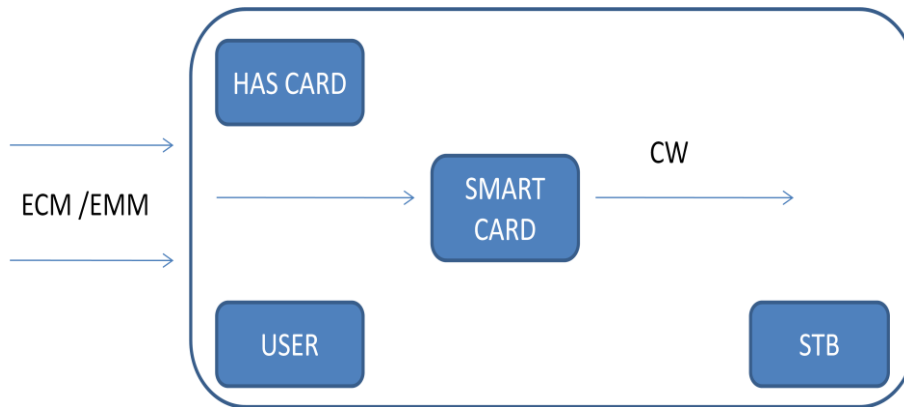 HAS CARD
CW
SMART
CARD
ECM /EMM
USER
STB